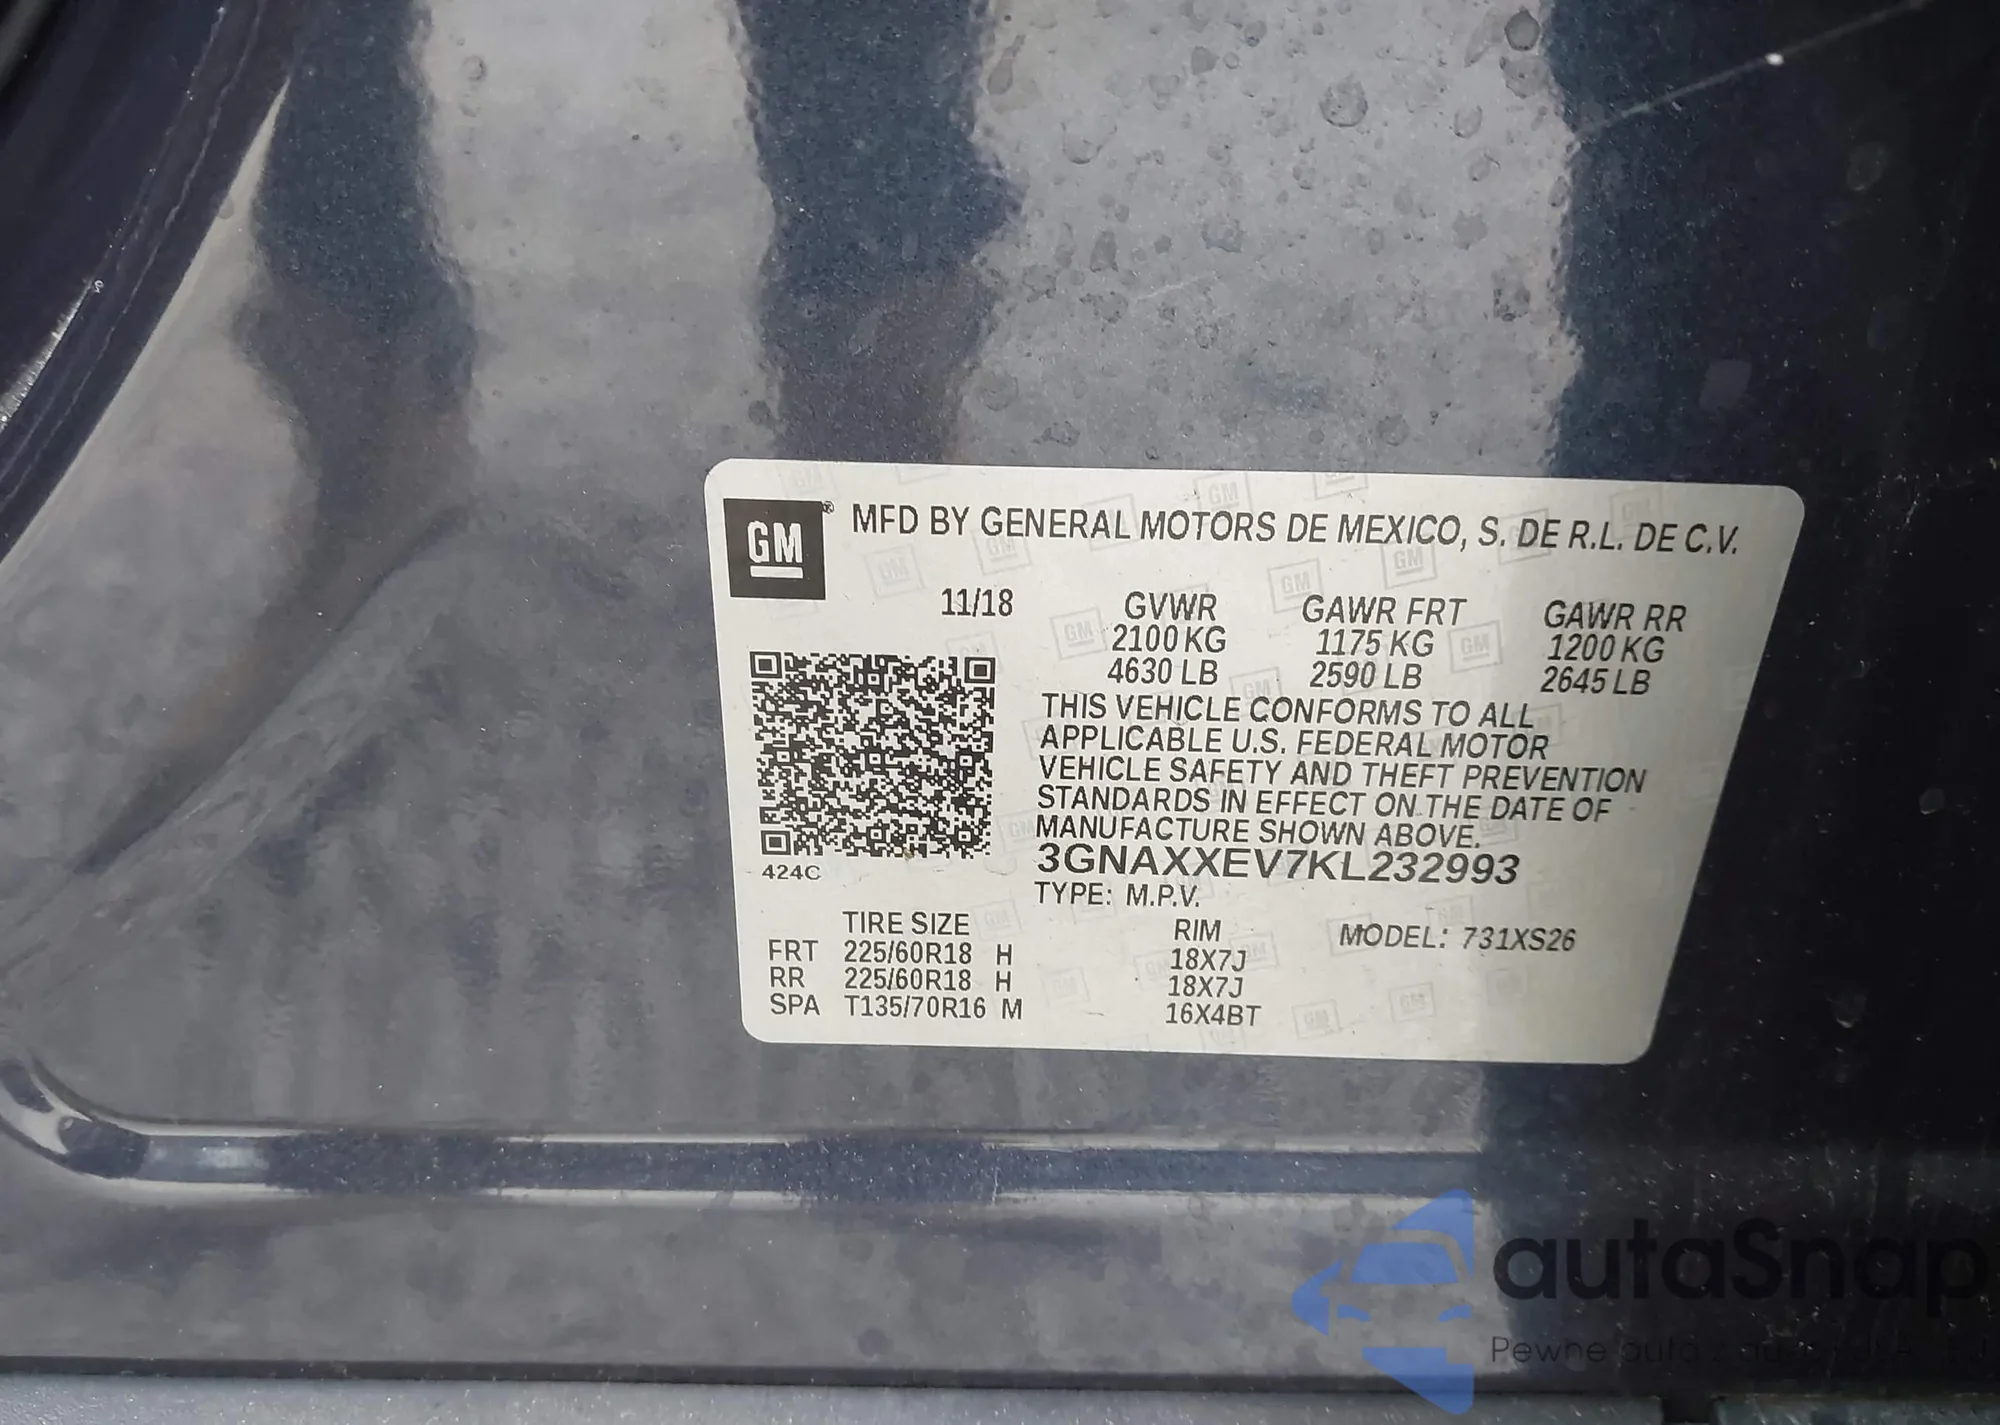 GM® MFD BY GENERAL MOTORS DE MEXICO, S. DE R.L. DE C.V.
11/18 GVWR GAWR FRT GAWR RR
2100 KG 1175 KG 1200 KG
4630 LB 2590 LB 2645 LB
THIS VEHICLE CONFORMS TO ALL
APPLICABLE U.S. FEDERAL MOTOR
VEHICLE SAFETY AND THEFT PREVENTION
STANDARDS IN EFFECT ON THE DATE OF
MANUFACTURE SHOWN ABOVE.
3GNAXXEV7KL232993
424C
TYPE: M.P.V.
TIRE SIZE RIM MODEL: 731XS26
FRT 225/60R18 H 18X7J
RR 225/60R18 H 18X7J
SPA T135/70R16 M 16X4BT
autaSnap
Pewne auta z